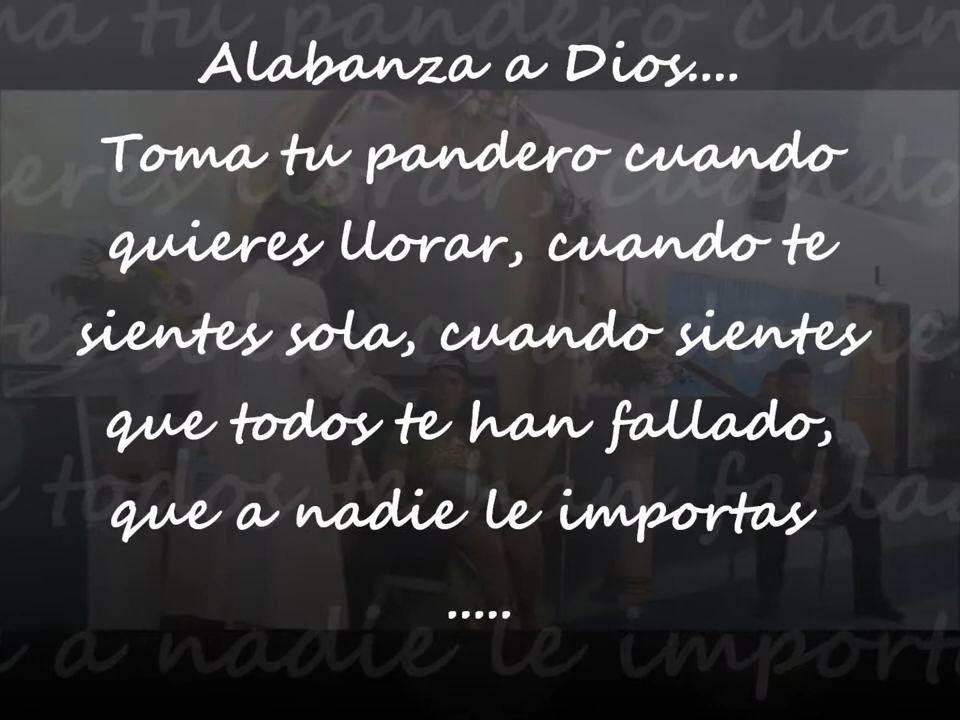 Alabanza a Dios....
Toma tu pandero cuando
quieres llorar, cuando te
sientes sola, cuando sientes
que todos te han fallado,
que a nadie le importas
.....